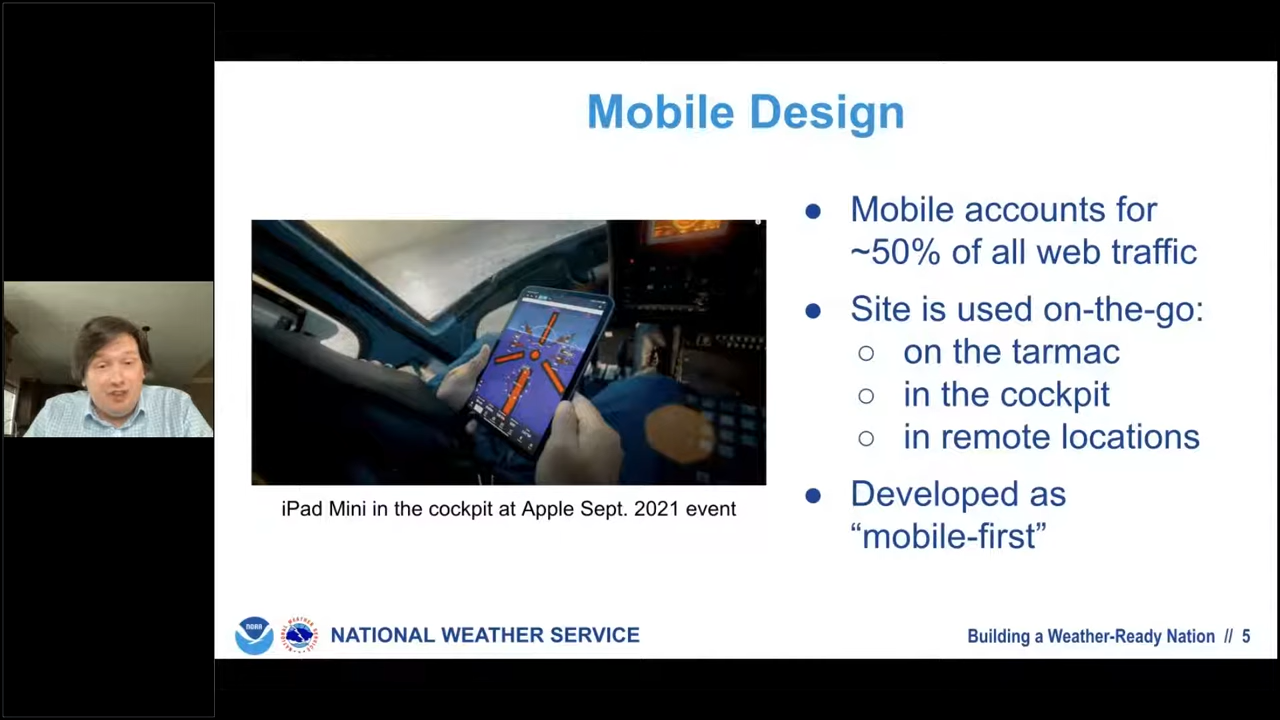 Mobile Design
● Mobile accounts for
~50% of all web traffic
● Site is used on-the-go:
○ on the tarmac
○ in the cockpit
○ in remote locations
● Developed as
“mobile-first”
iPad Mini in the cockpit at Apple Sept. 2021 event
NOAA
NATIONAL WEATHER SERVICE
Building a Weather-Ready Nation // 5